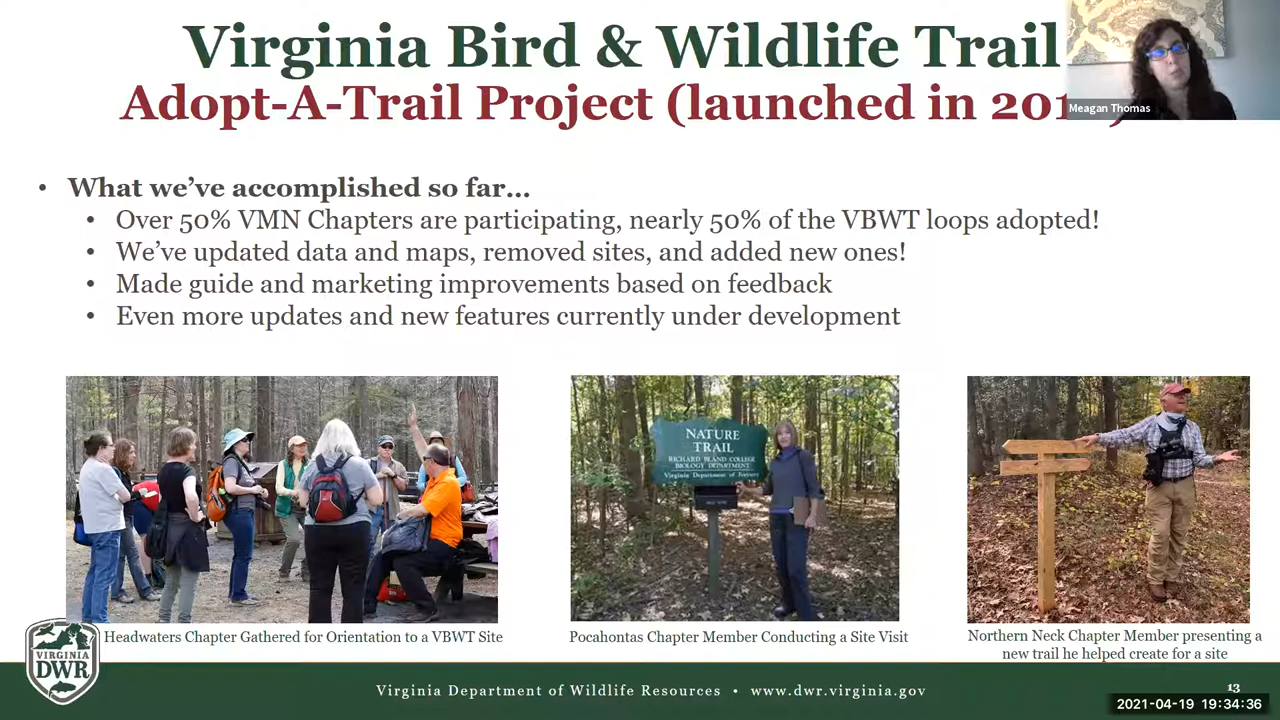 Virginia Bird & Wildlife Trail
Adopt-A-Trail Project (launched in 201
Meagan Thomas
• What we've accomplished so far...
• Over 50% VMN Chapters are participating, nearly 50% of the VBWT loops adopted!
• We've updated data and maps, removed sites, and added new ones!
• Made guide and marketing improvements based on feedback
• Even more updates and new features currently under development
NATURE
TRAIL
RICHARD BLAND COLLEGE
BIOLOGY DEPARTMENT
Virginia Department of Forestry
Headwaters Chapter Gathered for Orientation to a VBWT Site
Pocahontas Chapter Member Conducting a Site Visit
Northern Neck Chapter Member presenting a
new trail he helped create for a site
VIRGINIA
DWR
Virginia Department of Wildlife Resources • www.dwr.virginia.gov
13
2021-04-19 19:34:36